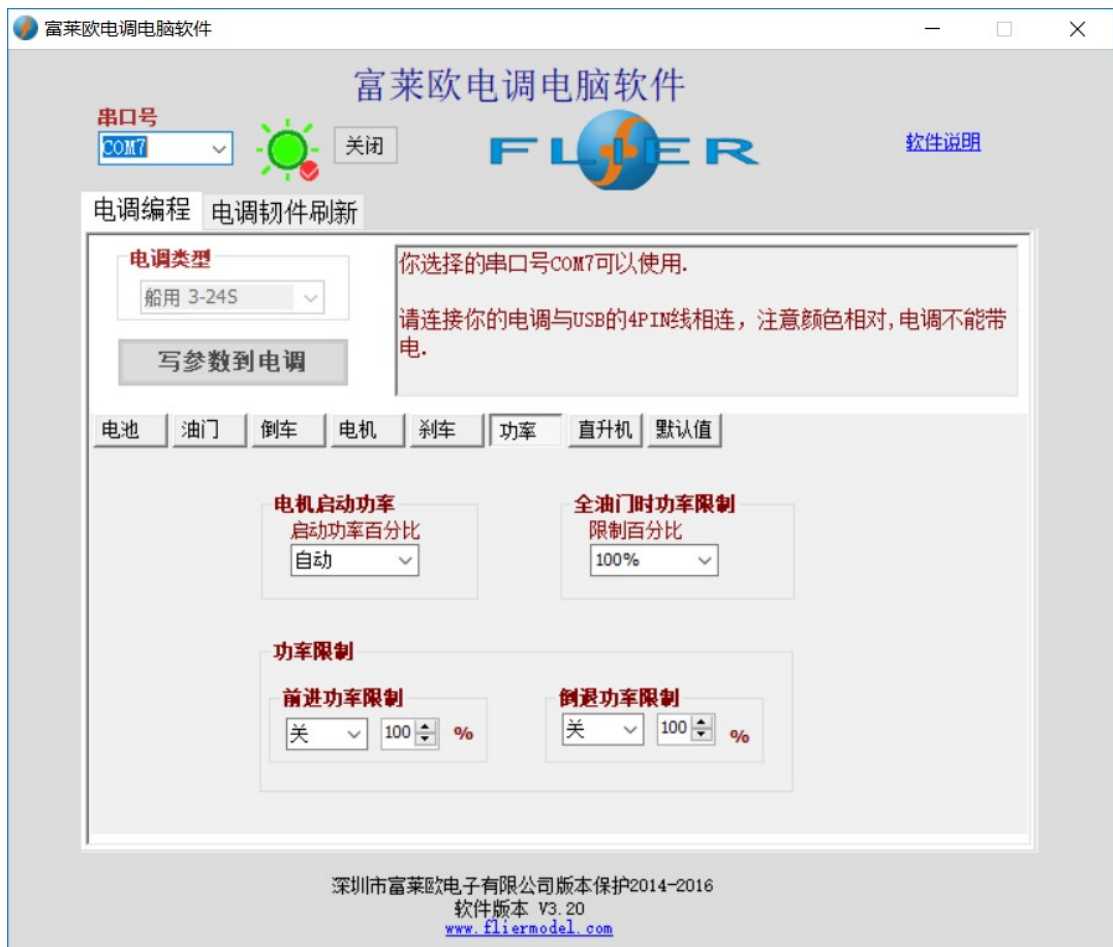 富莱欧电调电脑软件
富莱欧电调电脑软件
串口号
COM7
关闭
FLIER
软件说明
电调编程
电调韧件刷新
电调类型
船用 3-24S
写参数到电调
你选择的串口号COM7可以使用.
请连接你的电调与USB的4PIN线相连，注意颜色相对,电调不能带
电.
电池
油门
倒车
电机
刹车
功率
直升机
默认值
电机启动功率
启动功率百分比
自动
全油门时功率限制
限制百分比
100%
功率限制
前进功率限制
关
100
%
倒退功率限制
关
100
%
深圳市富莱欧电子有限公司版本保护2014-2016
软件版本 V3.20
www.fliermodel.com